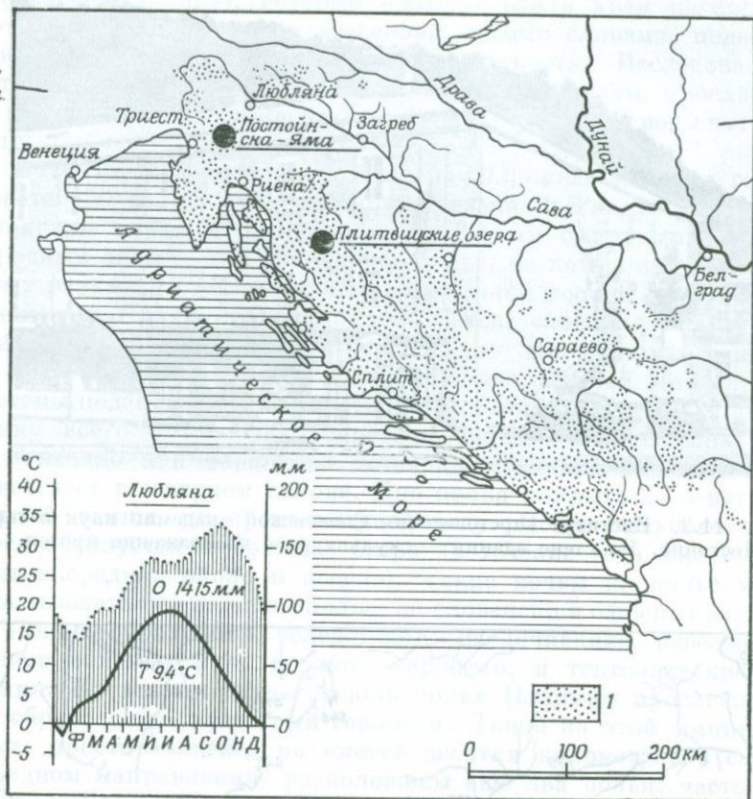 Любляна
Драва
Триест
Постойн-
ска-Яма
Загреб
Дунай
Венеция
Риека
Сава
Плитвицкие озера
Бел-
град
Адриатическое море
Сараево
Сплит
°C
мм
Любляна
40
200
35
30
150
25
О 1415 мм
20
100
15
10
50
Т 9,4°C
5
0
0
-5
Ф М А М И И А С О Н Д
1
0 100 200 км